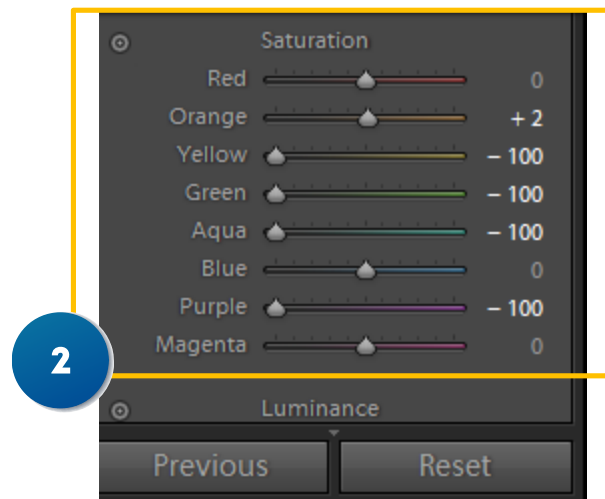 Saturation
Red 0
Orange + 2
Yellow – 100
Green – 100
Aqua – 100
Blue 0
Purple – 100
Magenta 0
2
Luminance
Previous Reset